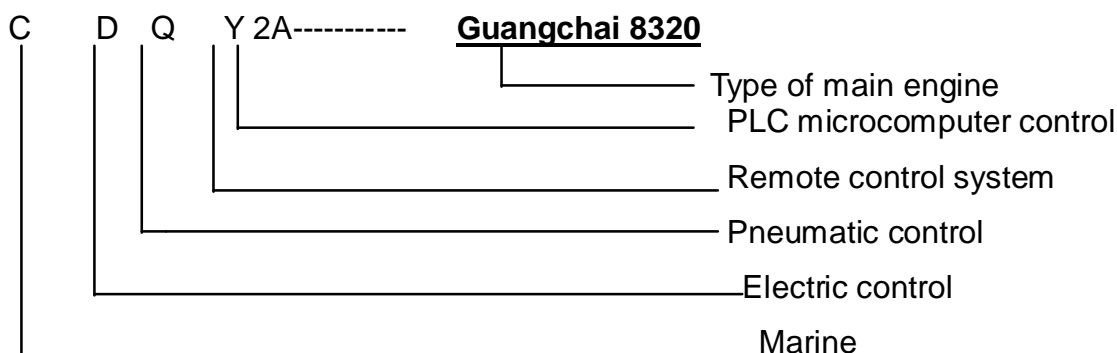 C D Q Y 2A----------- Guangchai 8320
Type of main engine
PLC microcomputer control
Remote control system
Pneumatic control
Electric control
Marine